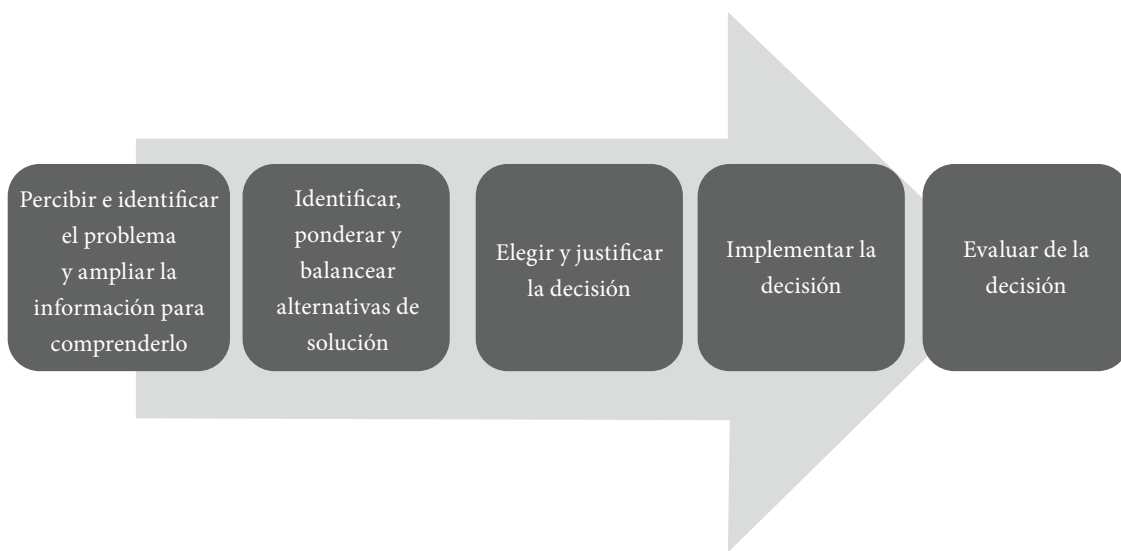 Percibir e identificar
el problema
y ampliar la
información para
comprenderlo
Identificar,
ponderar y
balancear
alternativas de
solución
Elegir y justificar
la decisión
Implementar la
decisión
Evaluar de la
decisión